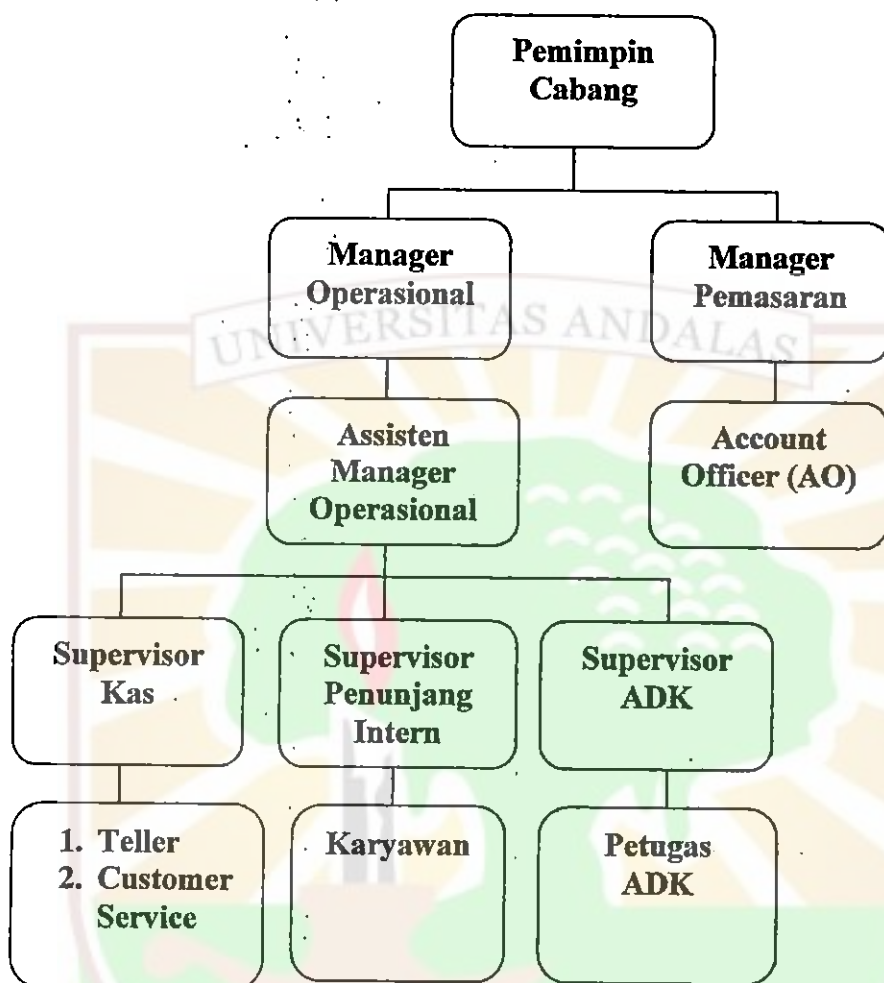 Pemimpin
Cabang
Manager
Operasional
Manager
Pemasaran
UNIVERSITAS ANDALAS
Assisten
Manager
Operasional
Account
Officer (AO)
Supervisor
Kas
Supervisor
Penunjang
Intern
Supervisor
ADK
1. Teller
2. Customer
Service
Karyawan
Petugas
ADK